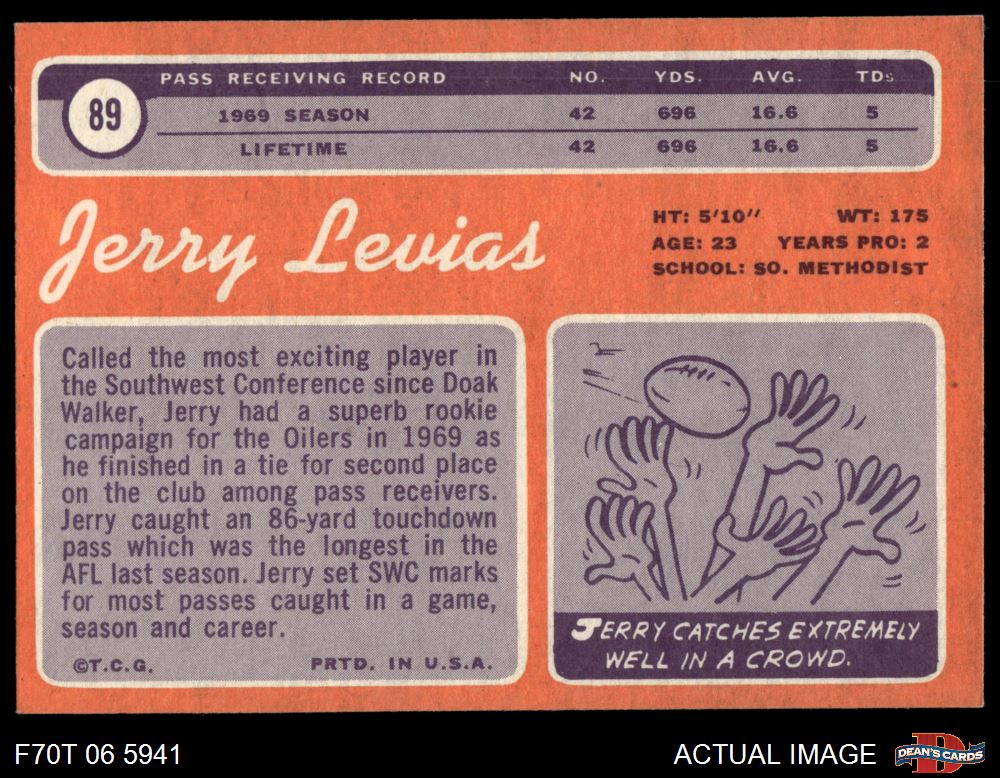 PASS RECEIVING RECORD NO. YDS. AVG. TDs
89
1969 SEASON 42 696 16.6 5
LIFETIME 42 696 16.6 5
Jerry Levias
HT: 5'10" WT: 175
AGE: 23 YEARS PRO: 2
SCHOOL: SO. METHODIST
Called the most exciting player in
the Southwest Conference since Doak
Walker, Jerry had a superb rookie
campaign for the Oilers in 1969 as
he finished in a tie for second place
on the club among pass receivers.
Jerry caught an 86-yard touchdown
pass which was the longest in the
AFL last season. Jerry set SWC marks
for most passes caught in a game,
season and career.
©T.C.G. PRTD. IN U.S.A.
JERRY CATCHES EXTREMELY
WELL IN A CROWD.
F70T 06 5941
ACTUAL IMAGE
DEAN'S CARDS